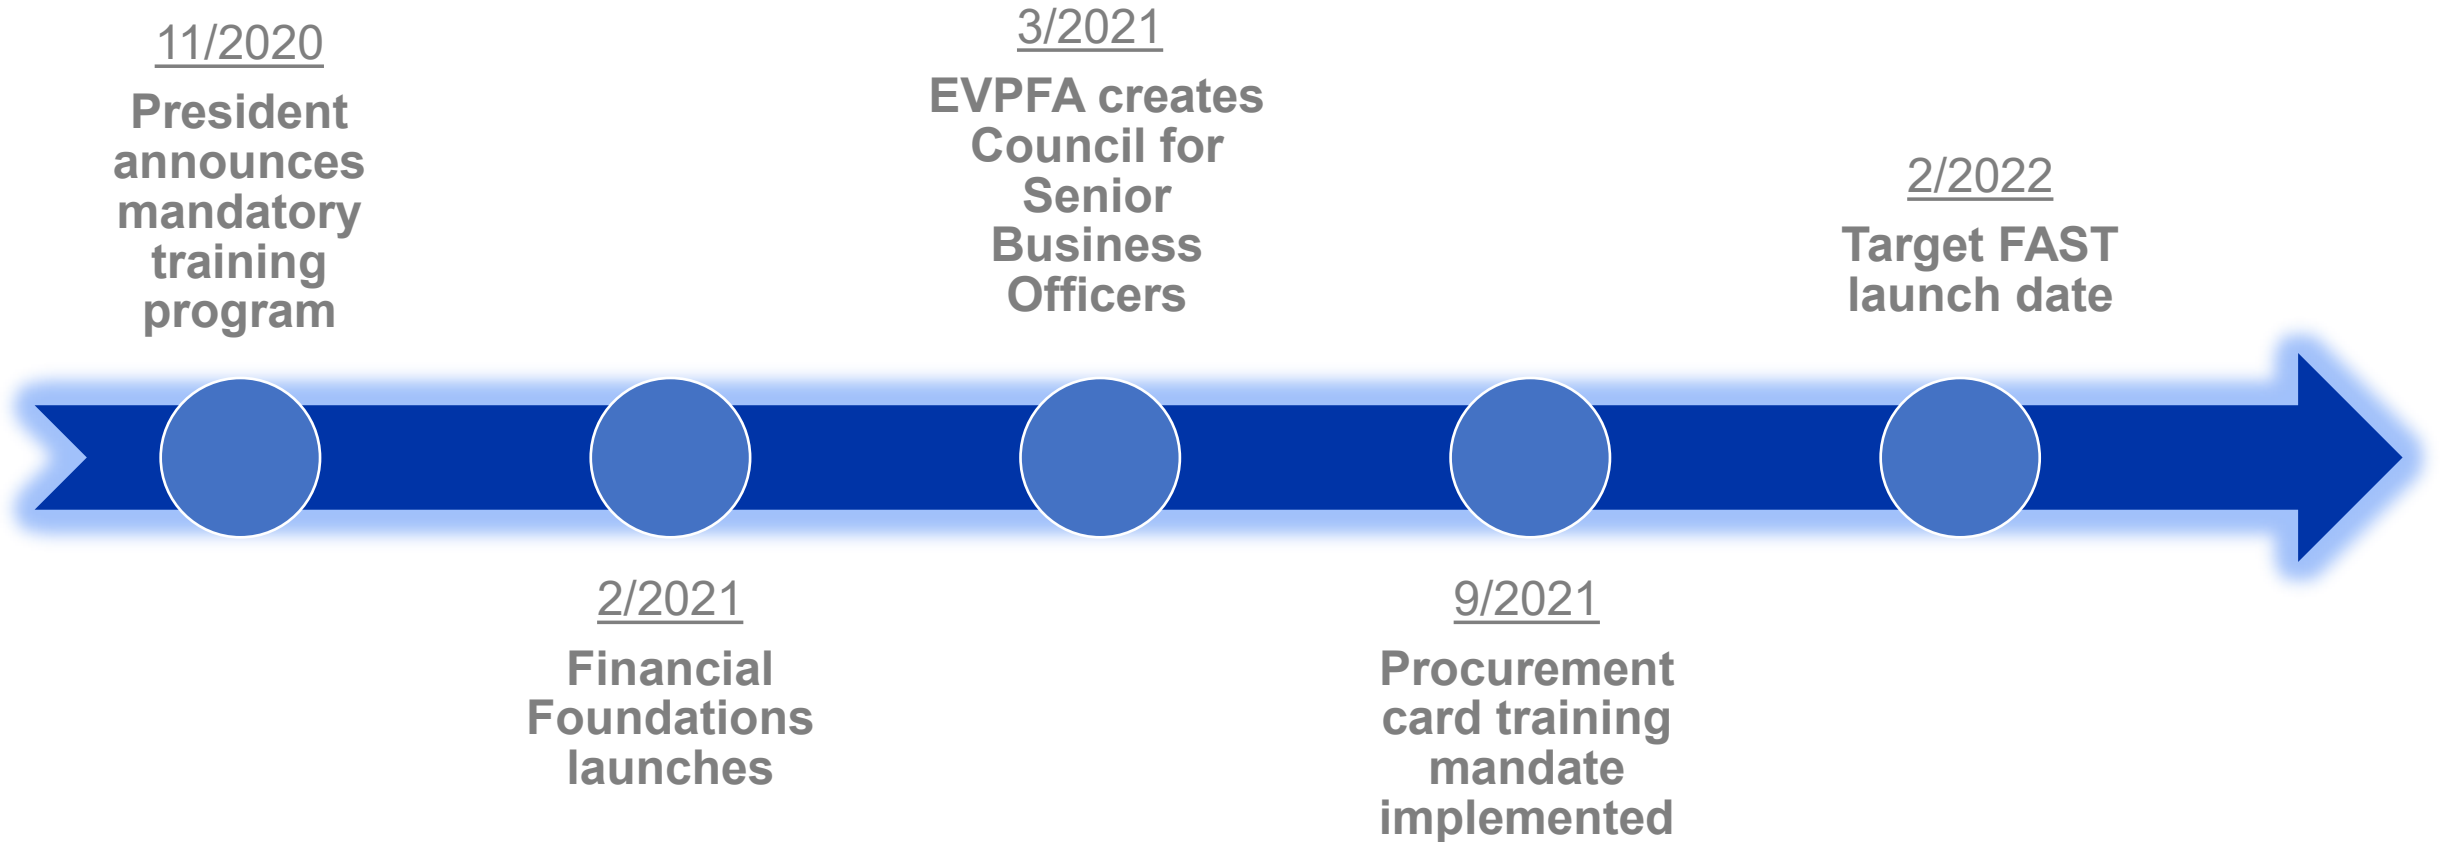 11/2020
President
announces
mandatory
training
program
2/2021
Financial
Foundations
launches
3/2021
EVPFA creates
Council for
Senior
Business
Officers
9/2021
Procurement
card training
mandate
implemented
2/2022
Target FAST
launch date